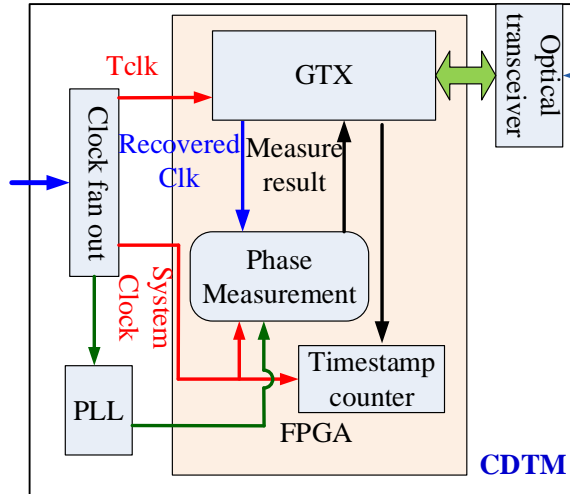 Tclk
GTX
Optical
transceiver
Clock fan out
Recovered
Clk
Measure
result
System
Clock
Phase
Measurement
Timestamp
counter
PLL
FPGA
CDTM